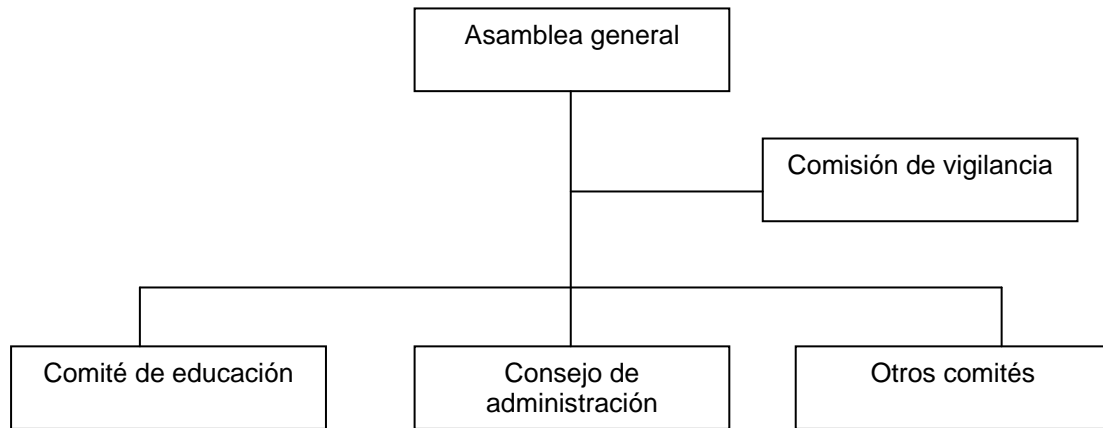 Asamblea general
Comisión de vigilancia
Comité de educación
Consejo de
administración
Otros comités